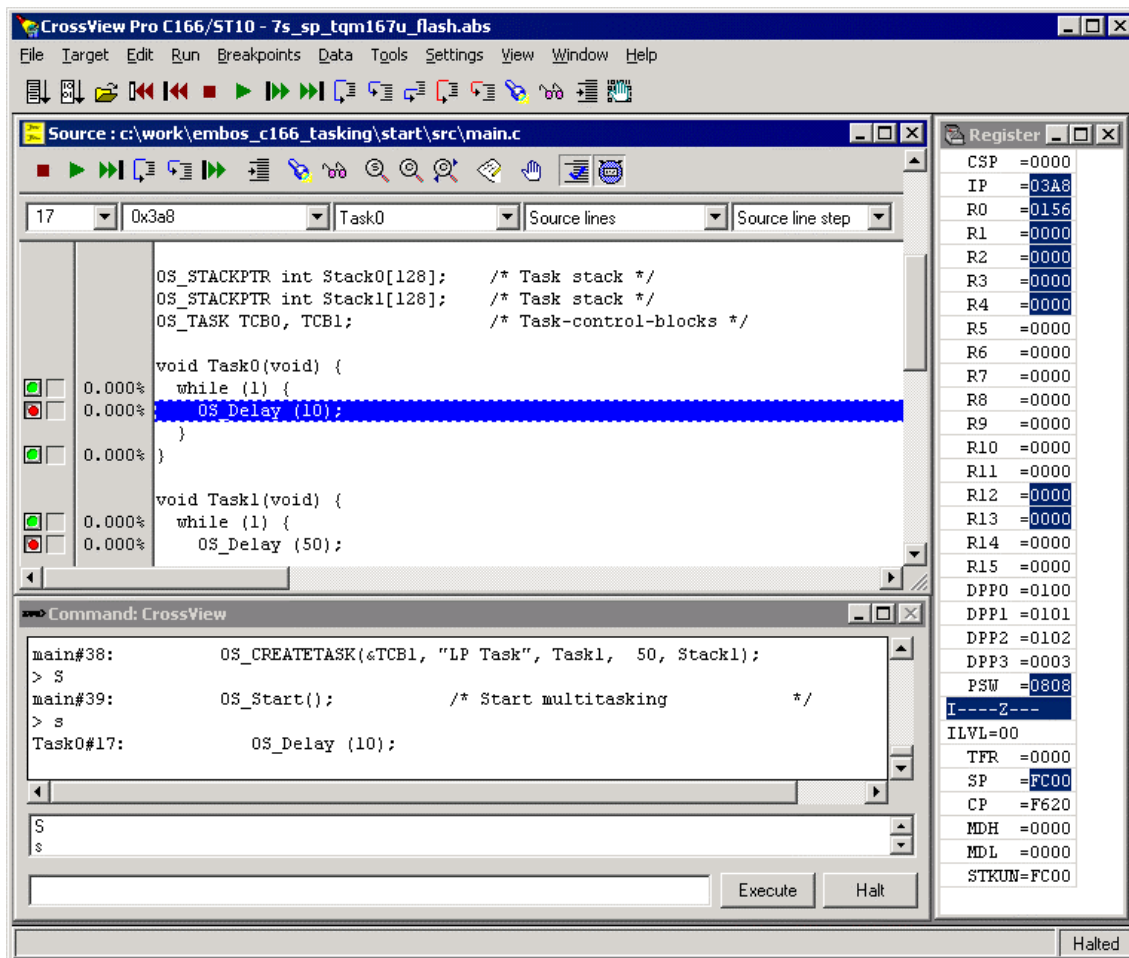 CrossView Pro C166/ST10 - 7s_sp_tqm167u_flash.abs
File Target Edit Run Breakpoints Data Tools Settings View Window Help
Source : c:\work\embos_c166_tasking\start\src\main.c
17 0x3a8 Task0 Source lines Source line step
OS_STACKPTR int Stack0[128]; /* Task stack */
OS_STACKPTR int Stack1[128]; /* Task stack */
OS_TASK TCB0, TCB1; /* Task-control-blocks */
void Task0(void) {
0.000% while (1) {
0.000% OS_Delay (10);
}
0.000% }
void Task1(void) {
0.000% while (1) {
0.000% OS_Delay (50);
Command: CrossView
main#38: OS_CREATETASK(&TCB1, "LP Task", Task1, 50, Stack1);
> S
main#39: OS_Start(); /* Start multitasking */
> s
Task0#17: OS_Delay (10);
S
s
Execute Halt
Register
CSP =0000
IP =03A8
R0 =0156
R1 =0000
R2 =0000
R3 =0000
R4 =0000
R5 =0000
R6 =0000
R7 =0000
R8 =0000
R9 =0000
R10 =0000
R11 =0000
R12 =0000
R13 =0000
R14 =0000
R15 =0000
DPP0 =0100
DPP1 =0101
DPP2 =0102
DPP3 =0003
PSW =0808
I----Z---
ILVL=00
TFR =0000
SP =FC00
CP =F620
MDH =0000
MDL =0000
STKUN=FC00
Halted